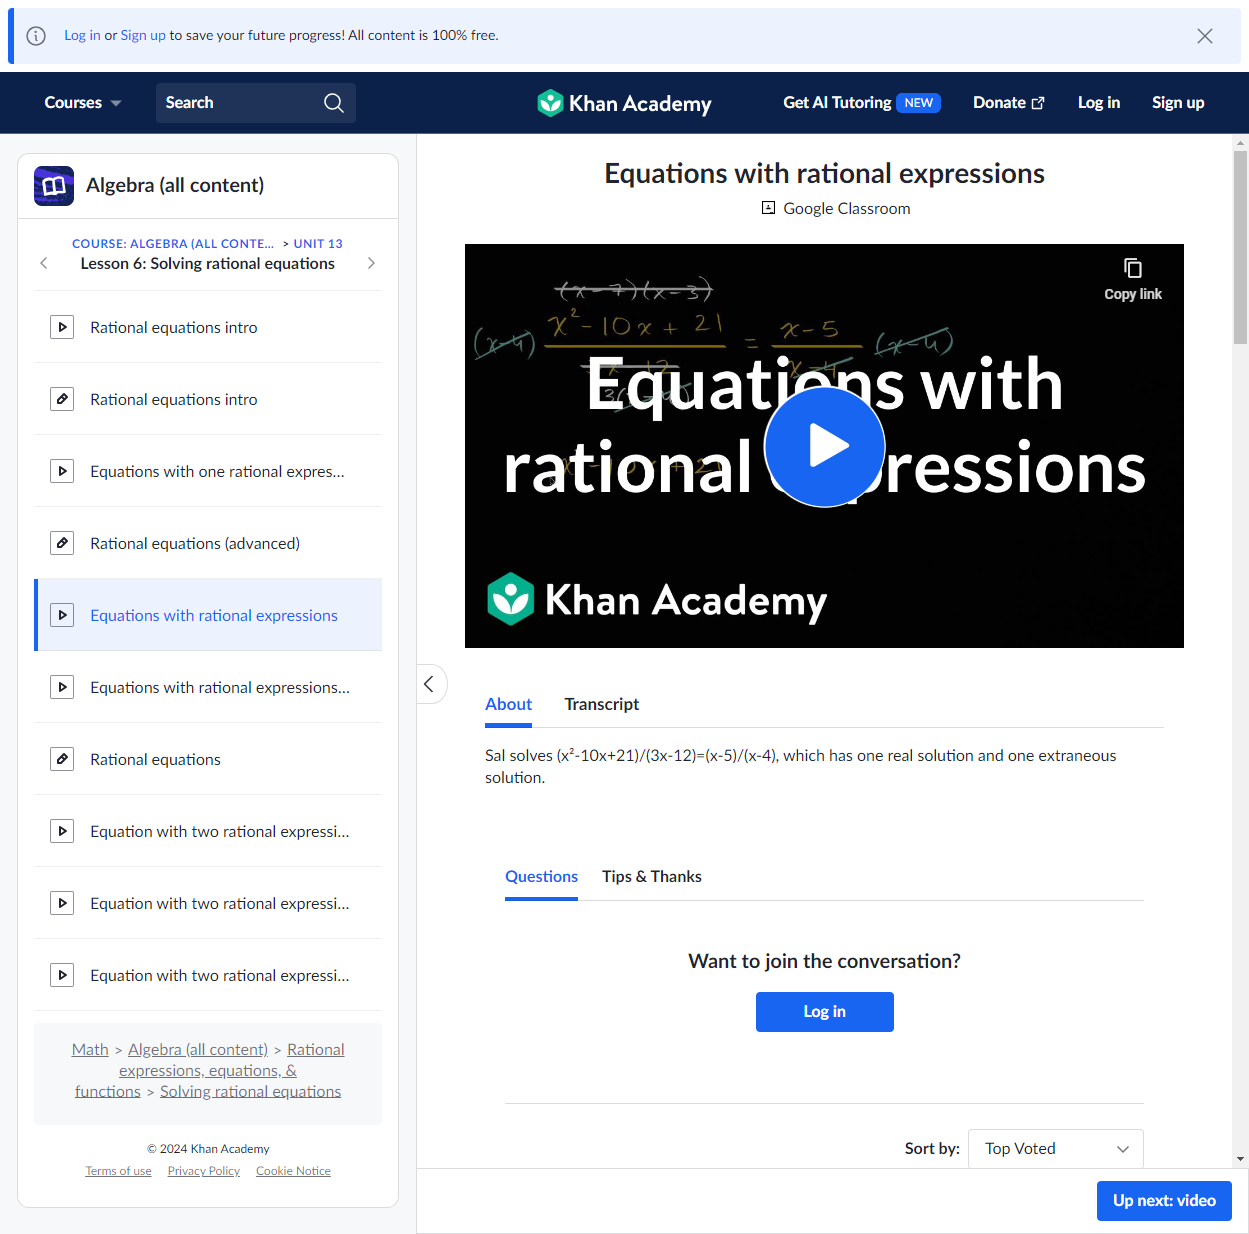 Log in or Sign up to save your future progress! All content is 100% free.
Courses
Search
Khan Academy
Get AI Tutoring NEW
Donate
Log in
Sign up
Algebra (all content)
COURSE: ALGEBRA (ALL CONTE... > UNIT 13
Lesson 6: Solving rational equations
Rational equations intro
Rational equations intro
Equations with one rational expres...
Rational equations (advanced)
Equations with rational expressions
Equations with rational expressions...
Rational equations
Equation with two rational expressi...
Equation with two rational expressi...
Equation with two rational expressi...
Math > Algebra (all content) > Rational
expressions, equations, &
functions > Solving rational equations
© 2024 Khan Academy
Terms of use Privacy Policy Cookie Notice
Equations with rational expressions
Google Classroom
Copy link
(x-7)(x-3)
(x-4) x²-10x+21 = x-5 (x-4)
x-4
Equations with
rational expressions
Khan Academy
About Transcript
Sal solves (x²-10x+21)/(3x-12)=(x-5)/(x-4), which has one real solution and one extraneous
solution.
Questions Tips & Thanks
Want to join the conversation?
Log in
Sort by: Top Voted
Up next: video